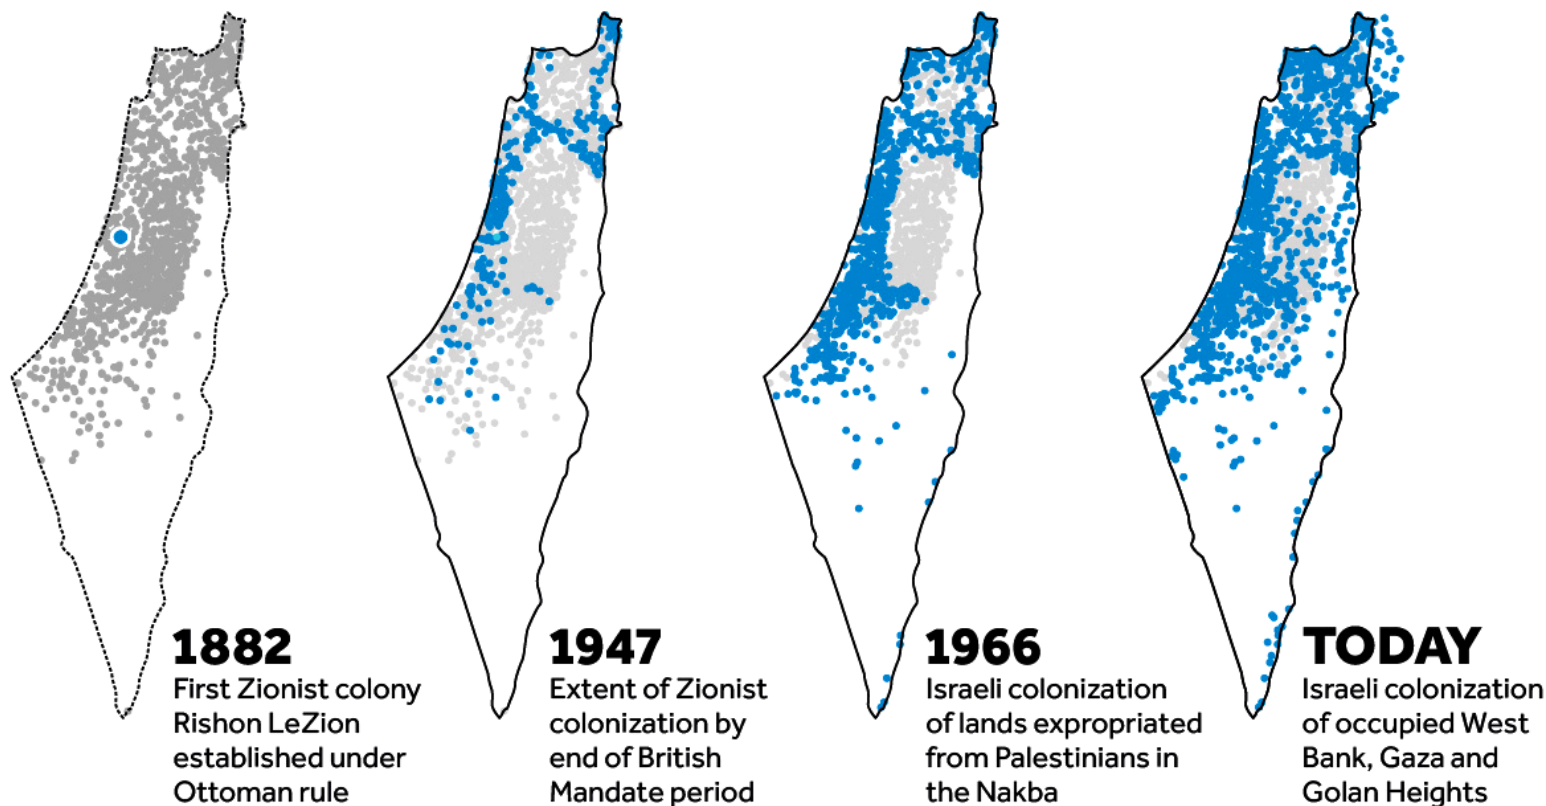 1882
First Zionist colony
Rishon LeZion
established under
Ottoman rule
1947
Extent of Zionist
colonization by
end of British
Mandate period
1966
Israeli colonization
of lands expropriated
from Palestinians in
the Nakba
TODAY
Israeli colonization
of occupied West
Bank, Gaza and
Golan Heights